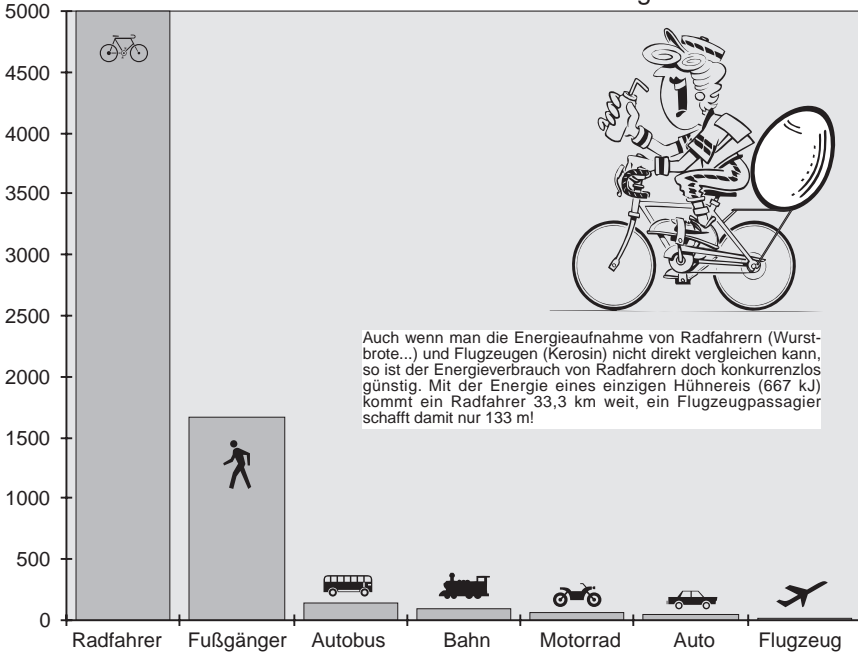 5000
4500
4000
3500
3000
2500
2000
1500
1000
500
0
Auch wenn man die Energieaufnahme von Radfahrern (Wurst-
brote...) und Flugzeugen (Kerosin) nicht direkt vergleichen kann,
so ist der Energieverbrauch von Radfahrern doch konkurrenzlos
günstig. Mit der Energie eines einzigen Hühnereis (667 kJ)
kommt ein Radfahrer 33,3 km weit, ein Flugzeugpassagier
schafft damit nur 133 m!
Radfahrer Fußgänger Autobus Bahn Motorrad Auto Flugzeug